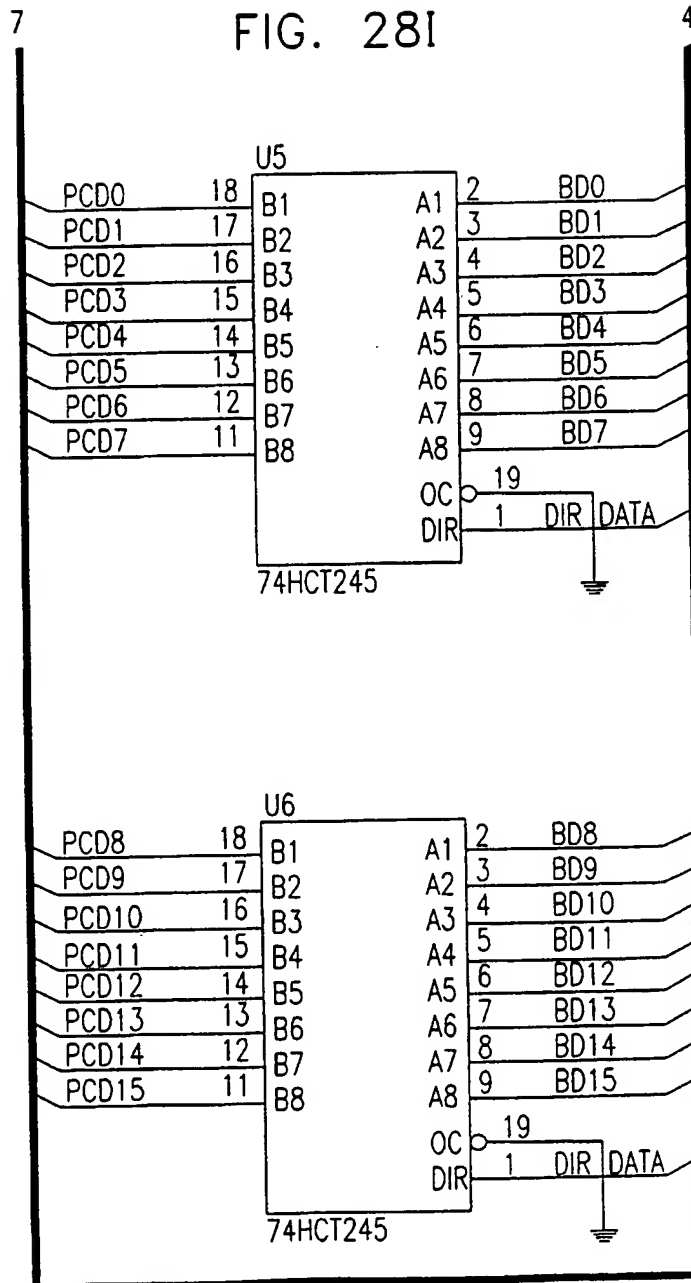 7 FIG. 28I 4
U5
PCD0 18 B1 A1 2 BD0
PCD1 17 B2 A2 3 BD1
PCD2 16 B3 A3 4 BD2
PCD3 15 B4 A4 5 BD3
PCD4 14 B5 A5 6 BD4
PCD5 13 B6 A6 7 BD5
PCD6 12 B7 A7 8 BD6
PCD7 11 B8 A8 9 BD7
OC 19
DIR 1 DIR DATA
74HCT245
U6
PCD8 18 B1 A1 2 BD8
PCD9 17 B2 A2 3 BD9
PCD10 16 B3 A3 4 BD10
PCD11 15 B4 A4 5 BD11
PCD12 14 B5 A5 6 BD12
PCD13 13 B6 A6 7 BD13
PCD14 12 B7 A7 8 BD14
PCD15 11 B8 A8 9 BD15
OC 19
DIR 1 DIR DATA
74HCT245